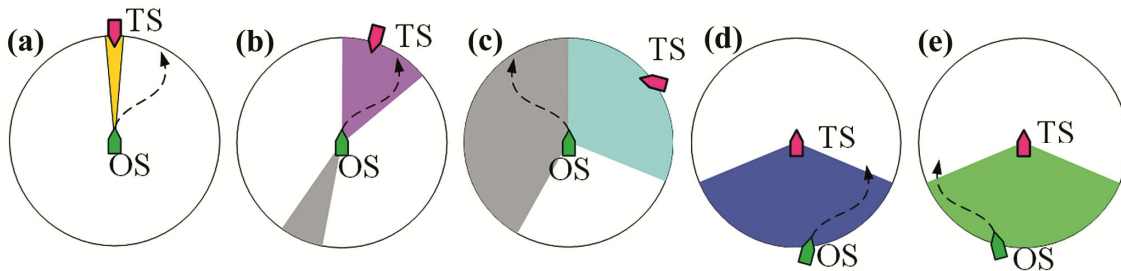 (a) TS OS
(b) TS OS
(c) TS OS
(d) TS OS
(e) TS OS